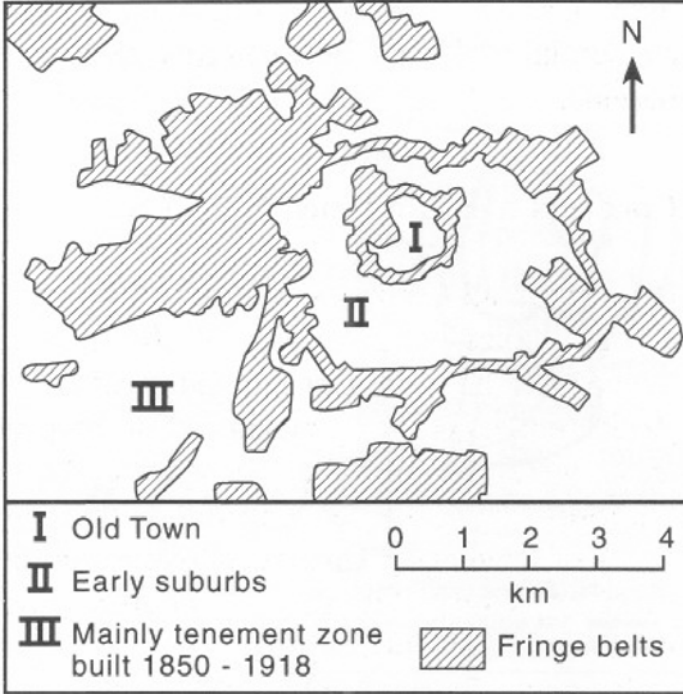 N
I
II
III
I Old Town
II Early suburbs
III Mainly tenement zone
built 1850 - 1918
0 1 2 3 4
km
Fringe belts